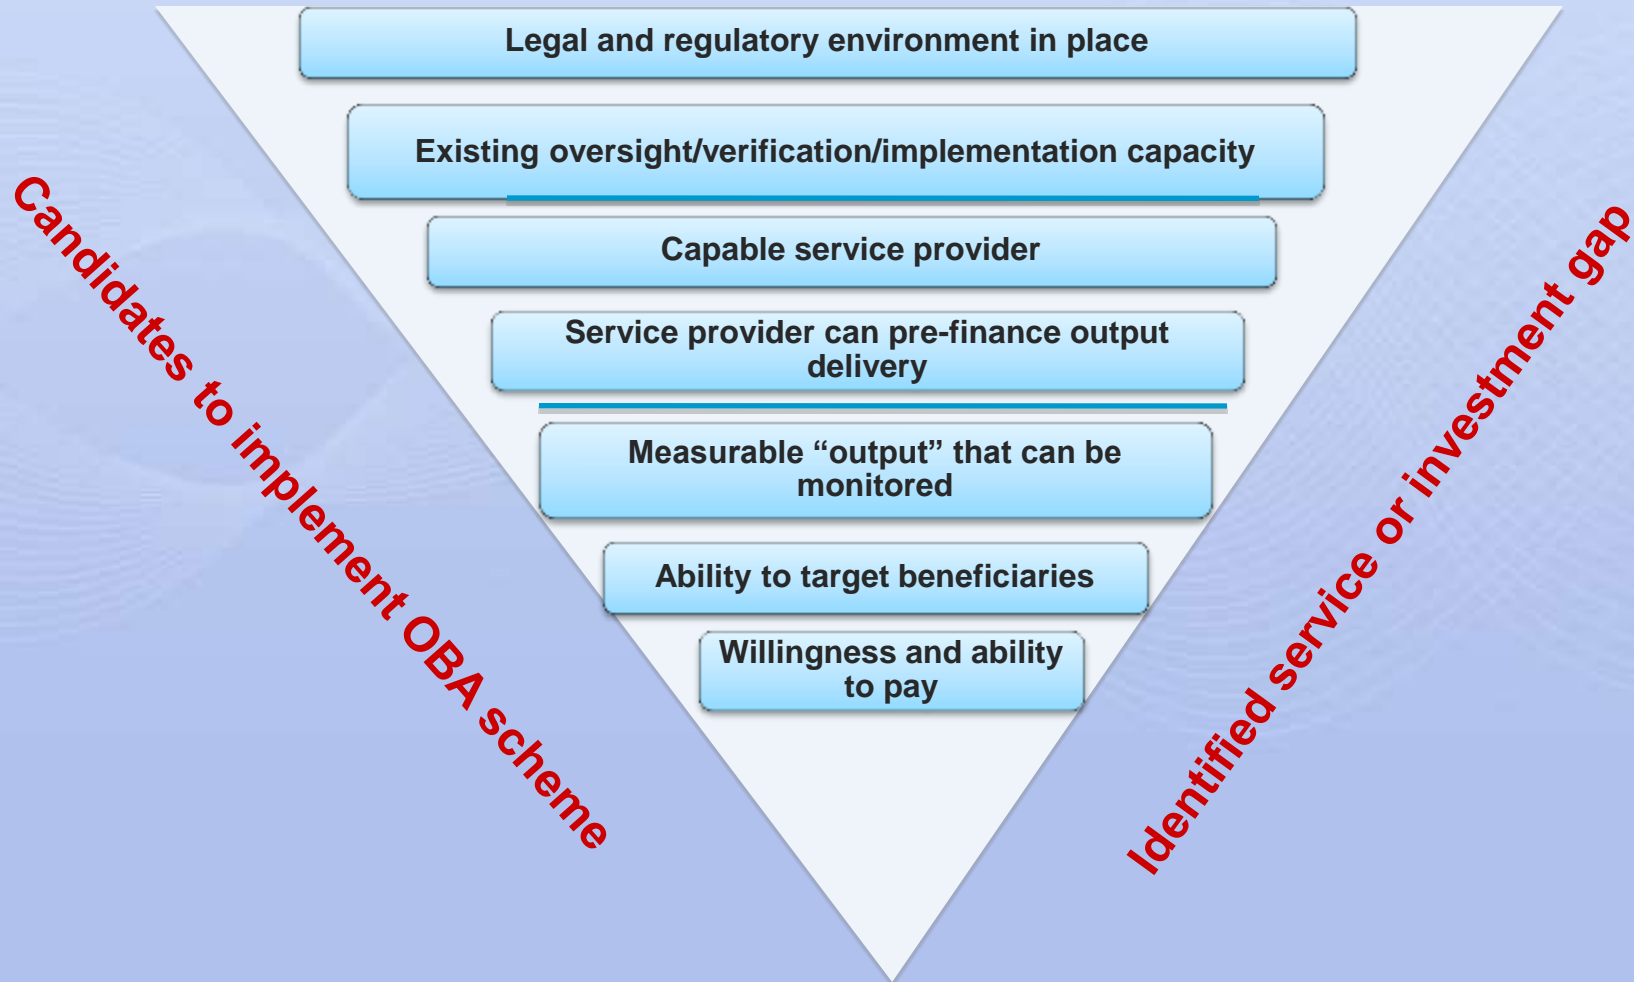 Legal and regulatory environment in place
Existing oversight/verification/implementation capacity
Capable service provider
Service provider can pre-finance output
delivery
Measurable “output” that can be
monitored
Ability to target beneficiaries
Willingness and ability
to pay
Candidates to implement OBA scheme
Identified service or investment gap